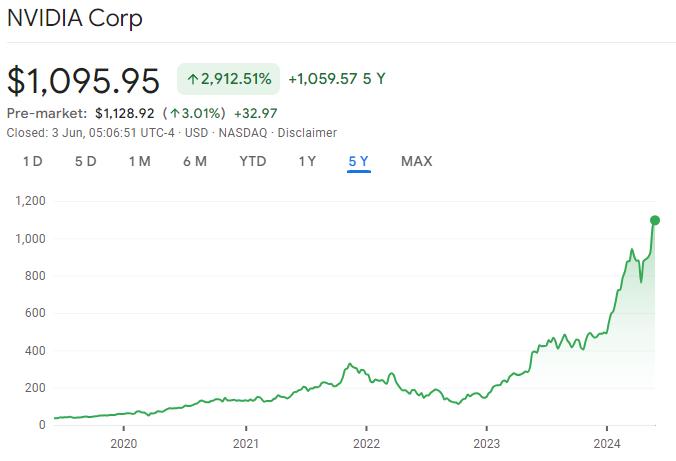 NVIDIA Corp
$1,095.95 ↑2,912.51% +1,059.57 5 Y
Pre-market: $1,128.92 (↑3.01%) +32.97
Closed: 3 Jun, 05:06:51 UTC-4 · USD · NASDAQ · Disclaimer
1 D 5 D 1 M 6 M YTD 1 Y 5 Y MAX
1,200
1,000
800
600
400
200
0
2020 2021 2022 2023 2024